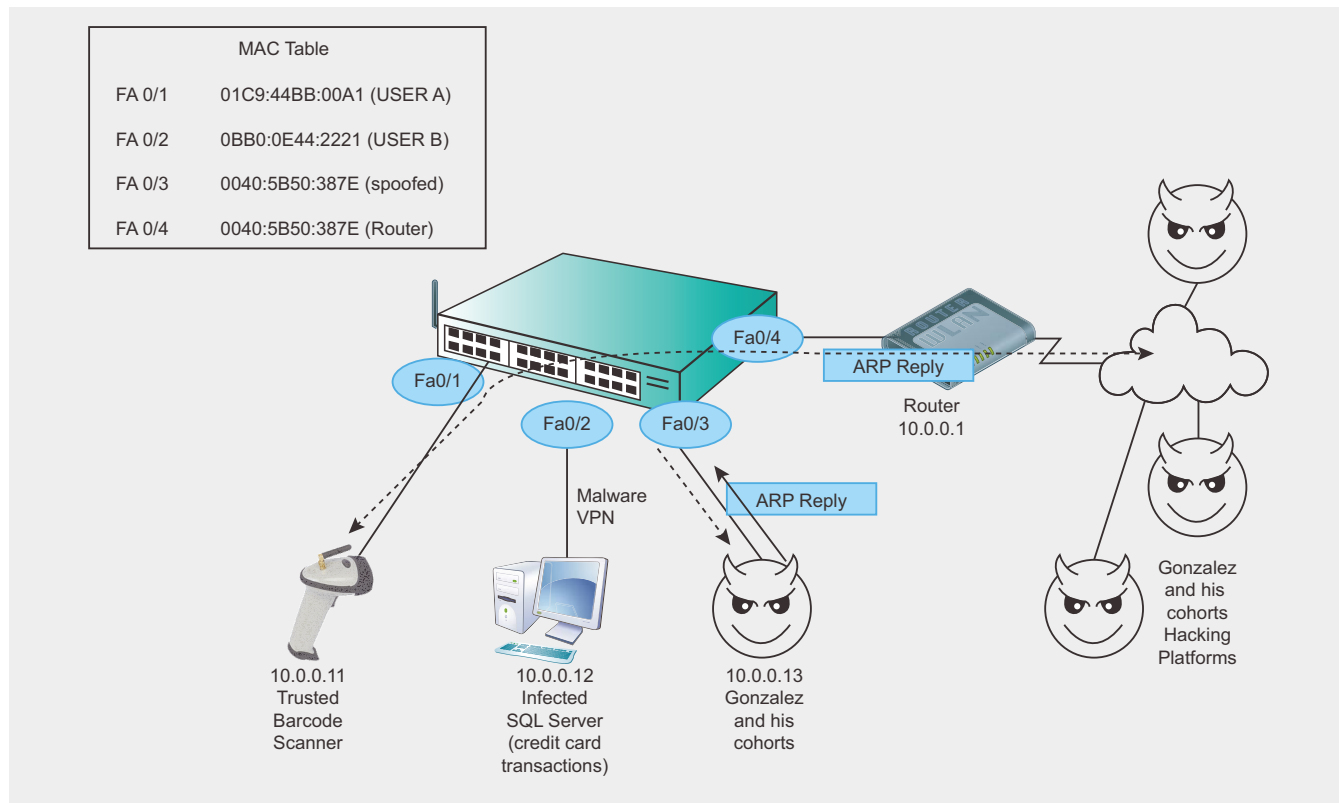 MAC Table
FA 0/1 01C9:44BB:00A1 (USER A)
FA 0/2 0BB0:0E44:2221 (USER B)
FA 0/3 0040:5B50:387E (spoofed)
FA 0/4 0040:5B50:387E (Router)
Fa0/4
ROUTER
WLAN
ARP Reply
Fa0/1
Router
10.0.0.1
Fa0/2
Fa0/3
Malware
VPN
ARP Reply
Gonzalez
and his
cohorts
Hacking
Platforms
10.0.0.11
Trusted
Barcode
Scanner
10.0.0.12
Infected
SQL Server
(credit card
transactions)
10.0.0.13
Gonzalez
and his
cohorts